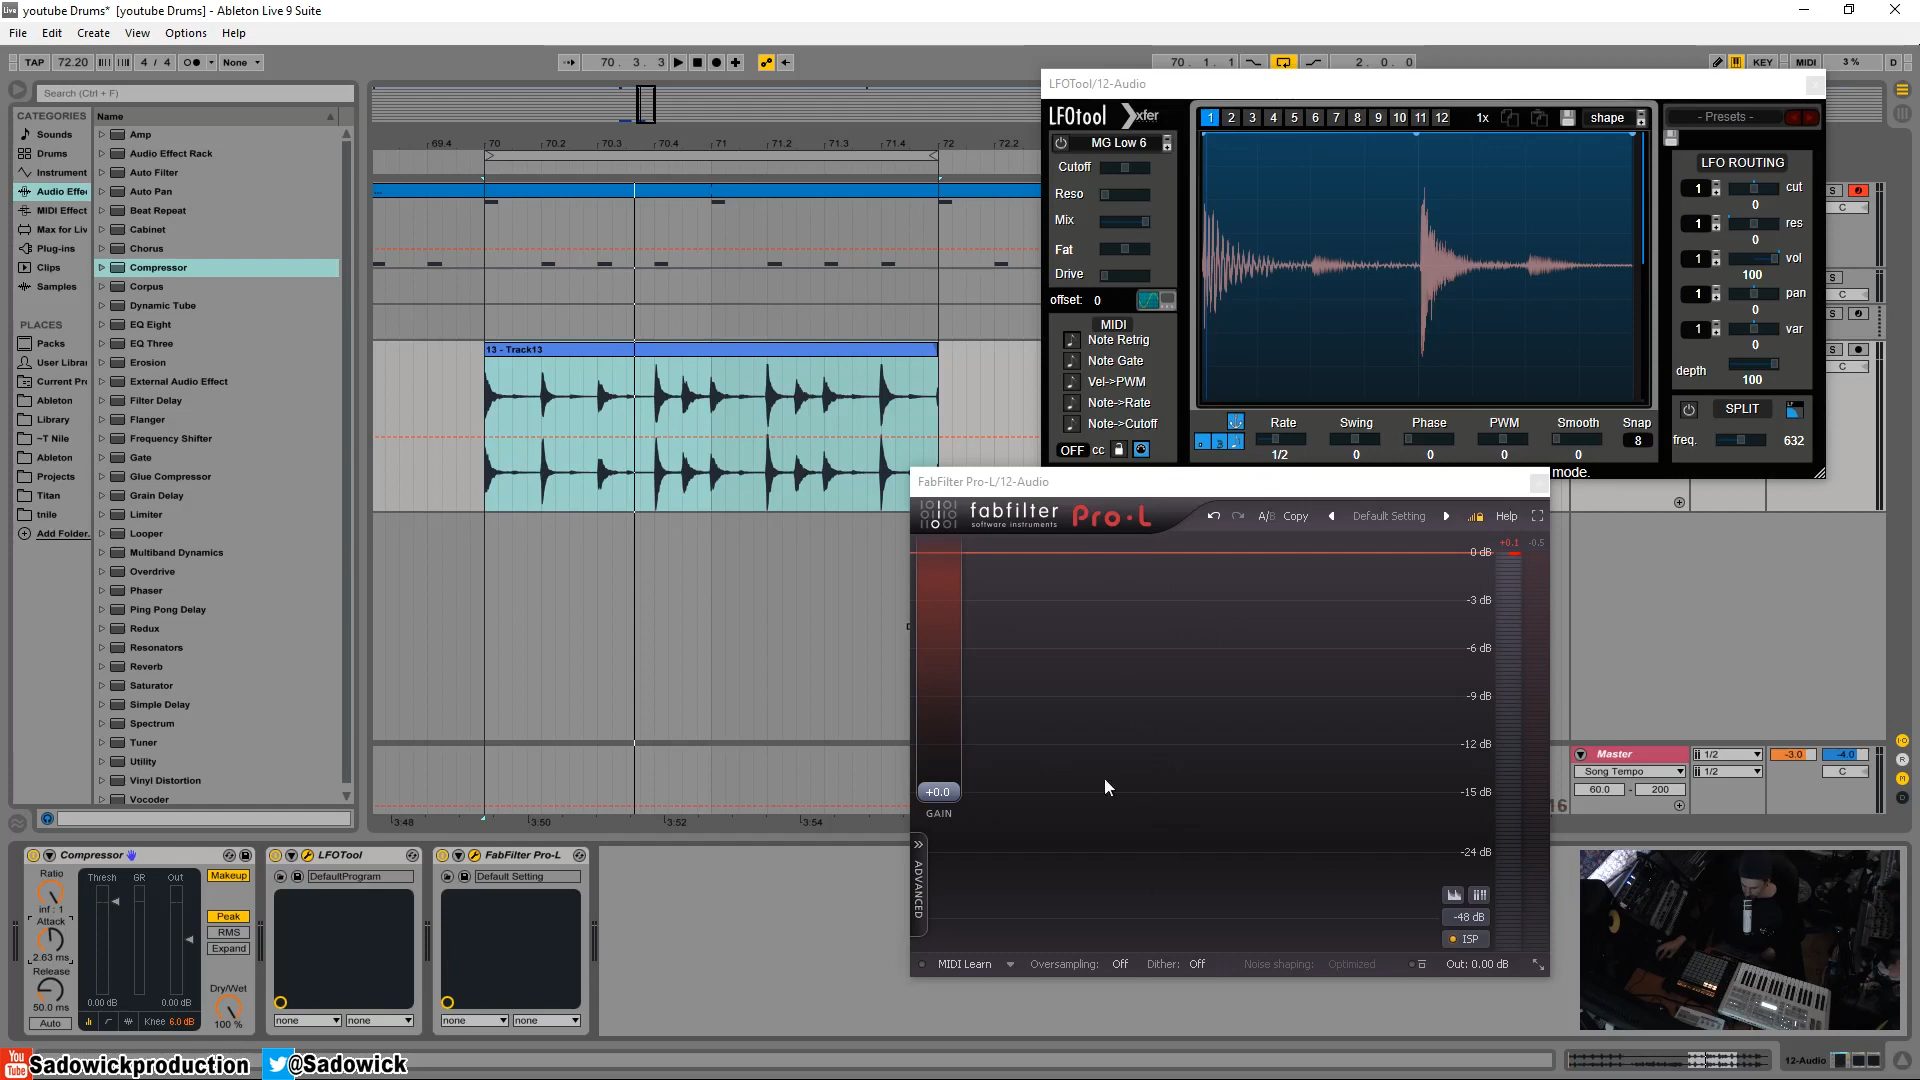 youtube Drums*  [youtube Drums] - Ableton Live 9 Suite
File Edit Create View Options Help
TAP 72.20 4 / 4 None 70. 3. 3 70. 1. 1 2. 0. 0 KEY MIDI 3 % D
Search (Ctrl + F)
CATEGORIES
Sounds
Drums
Instrument
Audio Effe
MIDI Effect
Max for Liv
Plug-ins
Clips
Samples
PLACES
Packs
User Libra
Current Pr
Ableton
Library
~T Nile
Ableton
Projects
Titan
tnile
Add Folder.
Name
Amp
Audio Effect Rack
Auto Filter
Auto Pan
Beat Repeat
Cabinet
Chorus
Compressor
Corpus
Dynamic Tube
EQ Eight
EQ Three
Erosion
External Audio Effect
Filter Delay
Flanger
Frequency Shifter
Gate
Glue Compressor
Grain Delay
Limiter
Looper
Multiband Dynamics
Overdrive
Phaser
Ping Pong Delay
Redux
Resonators
Reverb
Saturator
Simple Delay
Spectrum
Tuner
Utility
Vinyl Distortion
Vocoder
69.4 70 70.2 70.3 70.4 71 71.2 71.3 71.4 72 72.2
13 - Track13
3:48 3:50 3:52 3:54
LFOTool/12-Audio
LFOtool xfer
MG Low 6
Cutoff
Reso
Mix
Fat
Drive
offset: 0
MIDI
Note Retrig
Note Gate
Vel->PWM
Note->Rate
Note->Cutoff
OFF cc
1 2 3 4 5 6 7 8 9 10 11 12 1x shape
Rate Swing Phase PWM Smooth Snap
1/2 0 0 0 0 8
- Presets -
LFO ROUTING
1 cut
0
1 res
0
1 vol
100
1 pan
0
1 var
0
depth
100
SPLIT
freq. 632
mode.
S
C
S
C
S
S
C
FabFilter Pro-L/12-Audio
fabfilter
software instruments
Pro·L
A/B Copy Default Setting Help
+0.1 -0.5
0 dB
-3 dB
-6 dB
-9 dB
-12 dB
-15 dB
-24 dB
-48 dB
ISP
+0.0
GAIN
ADVANCED
MIDI Learn Oversampling: Off Dither: Off Noise shaping: Optimized Out: 0.00 dB
Master 1/2 -3.0 -4.0
Song Tempo 1/2 C
60.0 - 200
Compressor
Ratio
inf : 1
Attack
2.63 ms
Release
50.0 ms
Auto
Thresh GR Out
0.00 dB 0.00 dB
Knee 6.0 dB
Makeup
Peak
RMS
Expand
Dry/Wet
100 %
LFOTool
DefaultProgram
none none
FabFilter Pro-L
Default Setting
none none
You
Tube
Sadowickproduction
@Sadowick
12-Audio